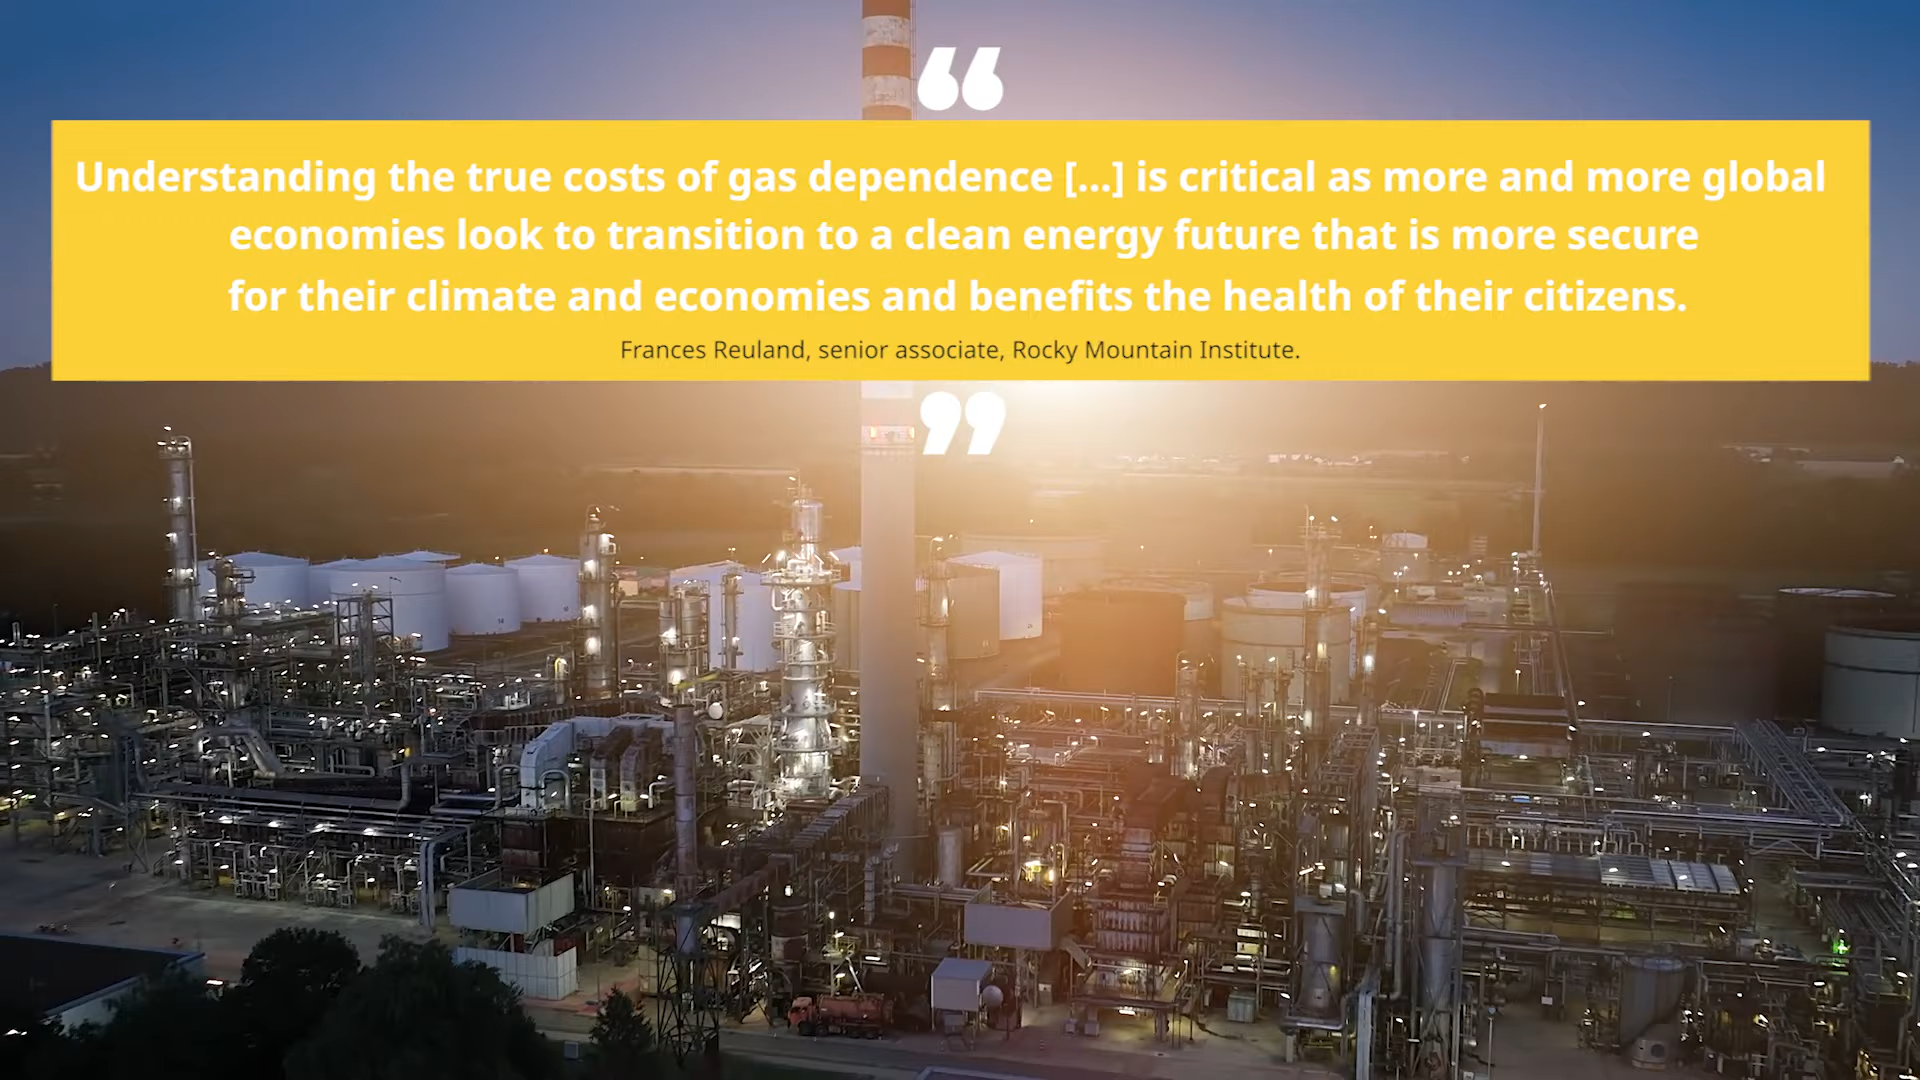 “
Understanding the true costs of gas dependence [...] is critical as more and more global
economies look to transition to a clean energy future that is more secure
for their climate and economies and benefits the health of their citizens.
Frances Reuland, senior associate, Rocky Mountain Institute.
”